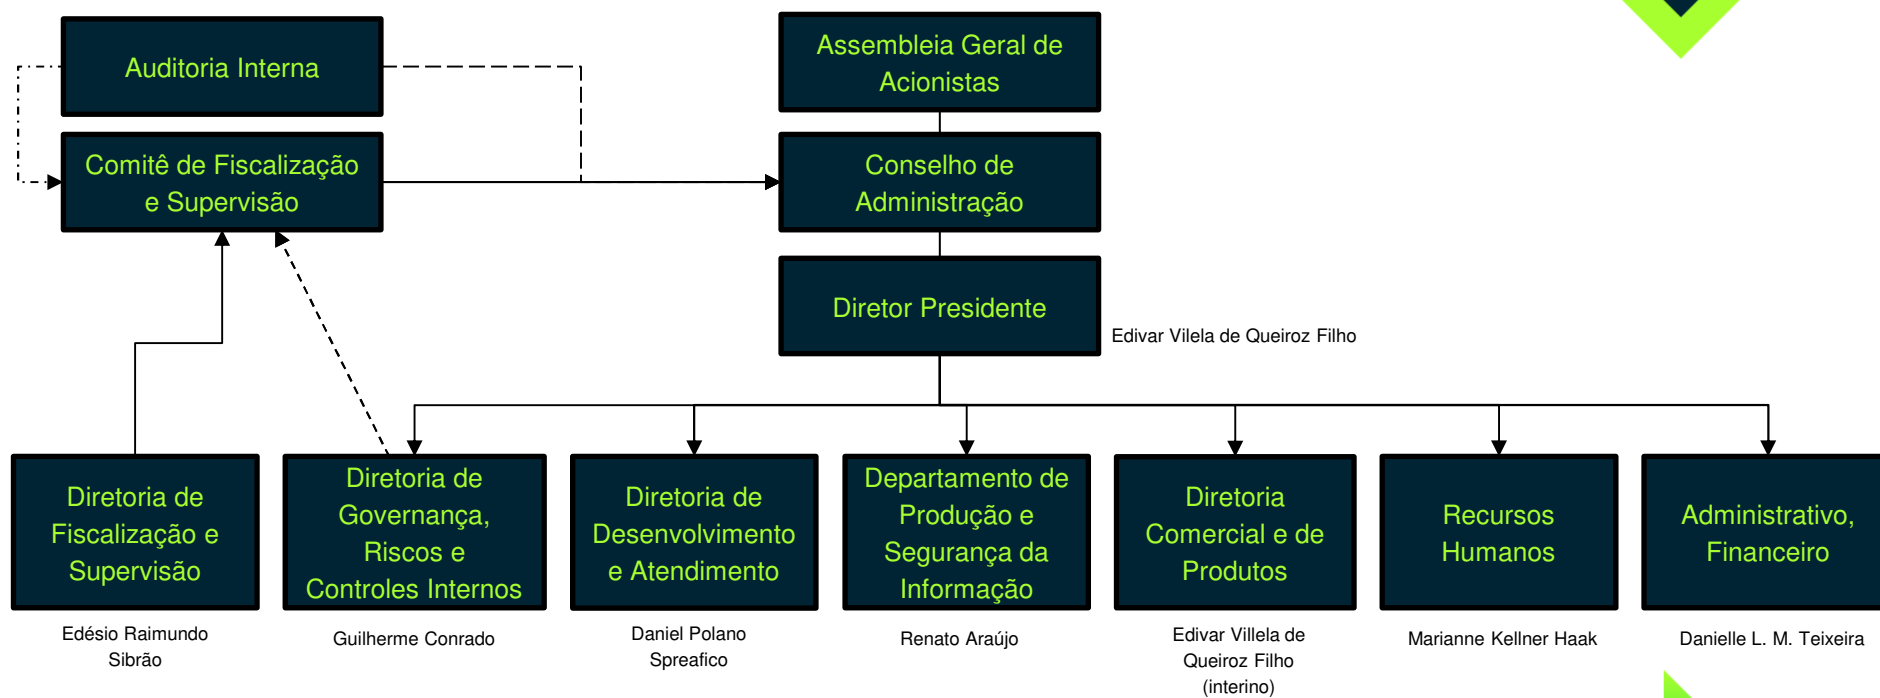 Auditoria Interna
Assembleia Geral de
Acionistas
Comitê de Fiscalização
e Supervisão
Conselho de
Administração
Diretor Presidente
Edivar Vilela de Queiroz Filho
Diretoria de
Fiscalização e
Supervisão
Edésio Raimundo
Sibrão
Diretoria de
Governança,
Riscos e
Controles Internos
Guilherme Conrado
Diretoria de
Desenvolvimento
e Atendimento
Daniel Polano
Spreafico
Departamento de
Produção e
Segurança da
Informação
Renato Araújo
Diretoria
Comercial e de
Produtos
Edivar Villela de
Queiroz Filho
(interino)
Recursos
Humanos
Marianne Kellner Haak
Administrativo,
Financeiro
Danielle L. M. Teixeira